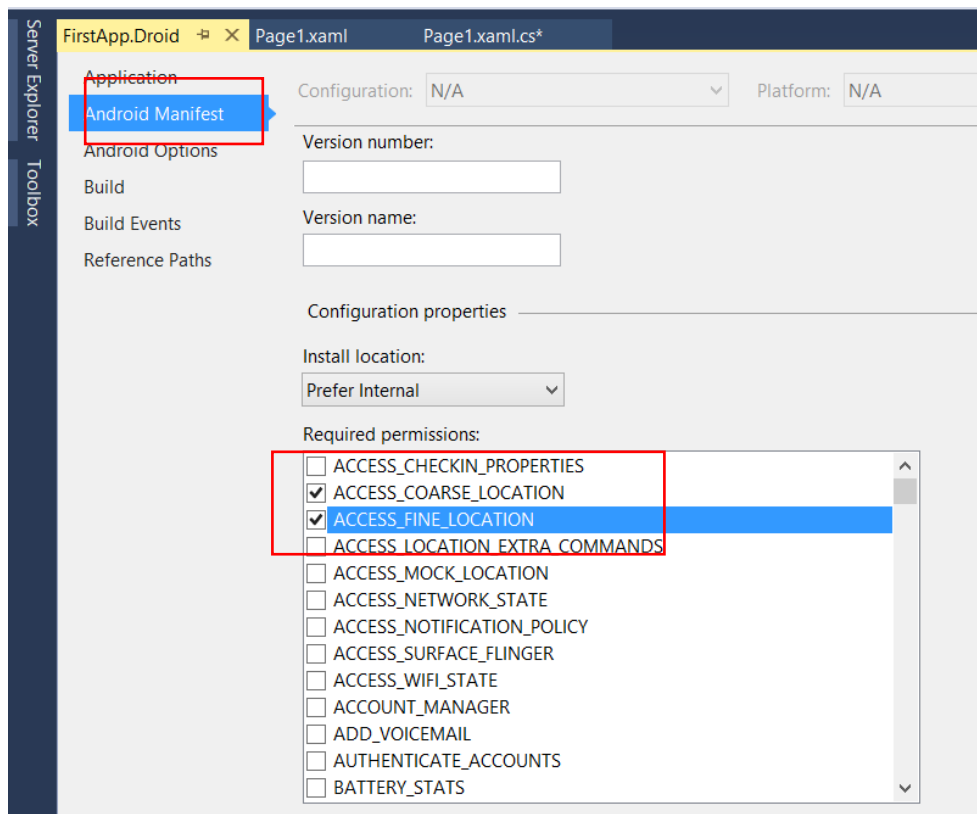 Server Explorer
Toolbox
FirstApp.Droid
Page1.xaml
Page1.xaml.cs*
Application
Android Manifest
Android Options
Build
Build Events
Reference Paths
Configuration: N/A
Platform: N/A
Version number:
Version name:
Configuration properties
Install location:
Prefer Internal
Required permissions:
ACCESS_CHECKIN_PROPERTIES
ACCESS_COARSE_LOCATION
ACCESS_FINE_LOCATION
ACCESS_LOCATION_EXTRA_COMMANDS
ACCESS_MOCK_LOCATION
ACCESS_NETWORK_STATE
ACCESS_NOTIFICATION_POLICY
ACCESS_SURFACE_FLINGER
ACCESS_WIFI_STATE
ACCOUNT_MANAGER
ADD_VOICEMAIL
AUTHENTICATE_ACCOUNTS
BATTERY_STATS